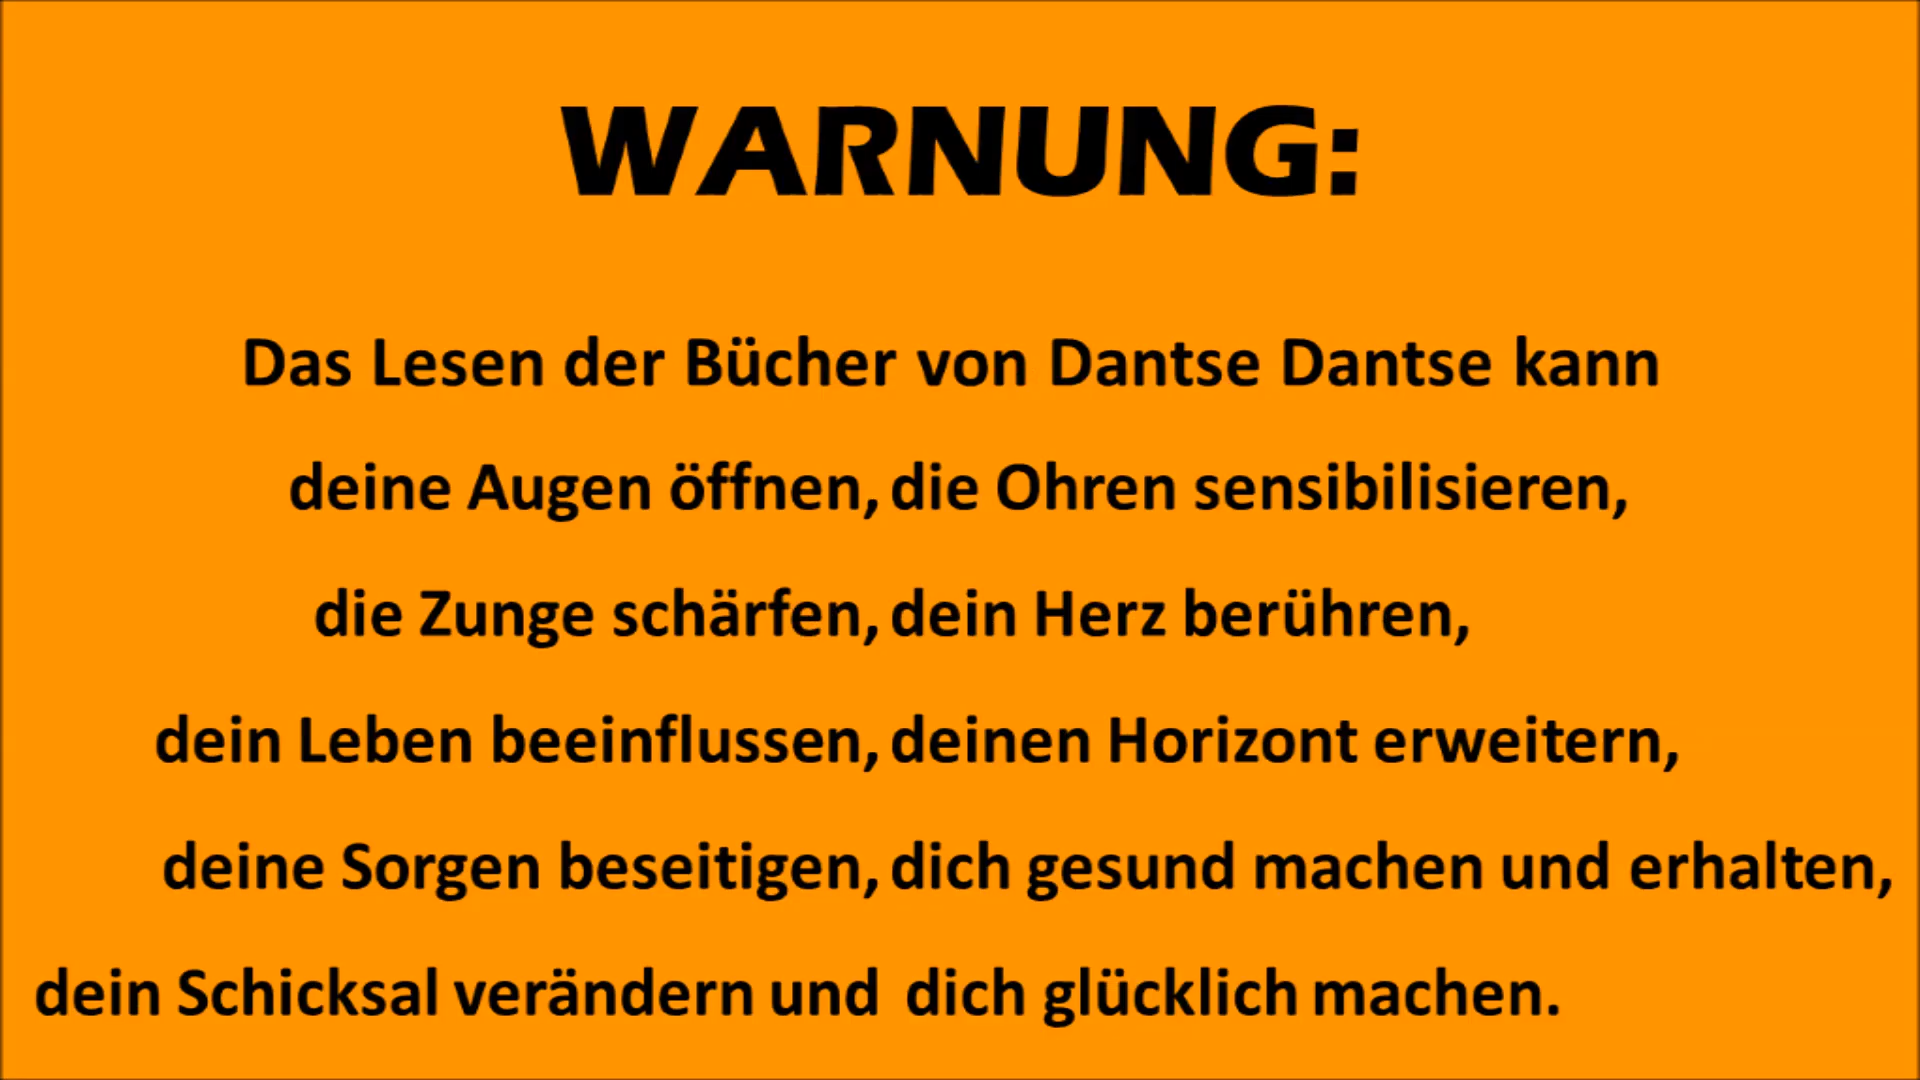 WARNUNG:
Das Lesen der Bücher von Dantse Dantse kann
deine Augen öffnen, die Ohren sensibilisieren,
die Zunge schärfen, dein Herz berühren,
dein Leben beeinflussen, deinen Horizont erweitern,
deine Sorgen beseitigen, dich gesund machen und erhalten,
dein Schicksal verändern und dich glücklich machen.